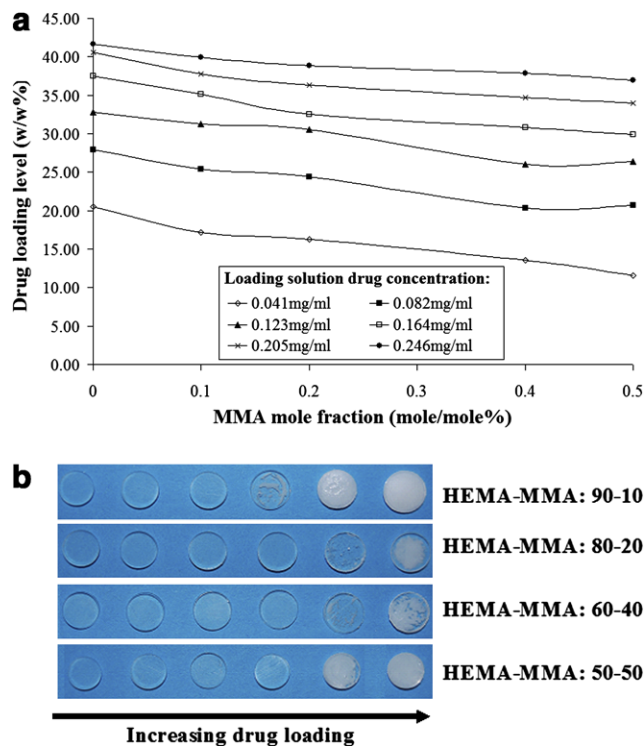 a
Drug loading level (w/w%)
45.00
40.00
35.00
30.00
25.00
20.00
15.00
10.00
5.00
0.00
Loading solution drug concentration:
0.041mg/ml 0.082mg/ml
0.123mg/ml 0.164mg/ml
0.205mg/ml 0.246mg/ml
0 0.1 0.2 0.3 0.4 0.5
MMA mole fraction (mole/mole%)
b
HEMA-MMA: 90-10
HEMA-MMA: 80-20
HEMA-MMA: 60-40
HEMA-MMA: 50-50
Increasing drug loading